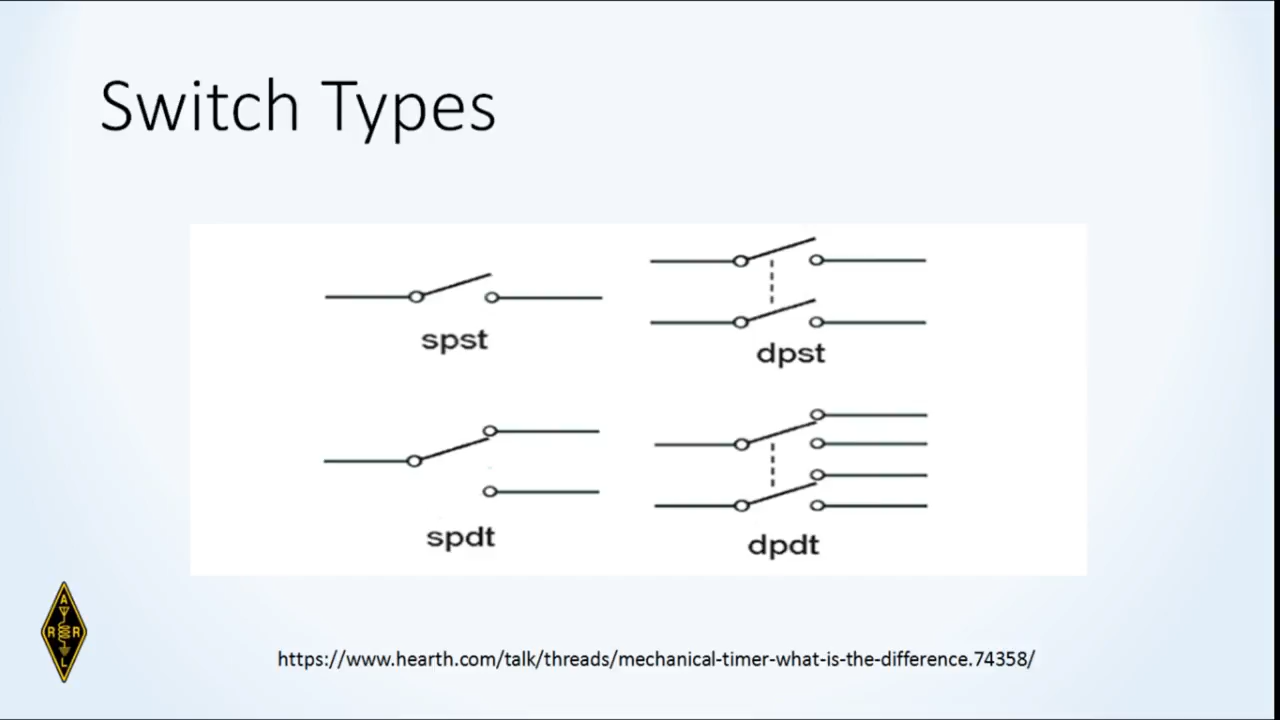 Switch Types
spst
dpst
spdt
dpdt
A
R R
L
https://www.hearth.com/talk/threads/mechanical-timer-what-is-the-difference.74358/